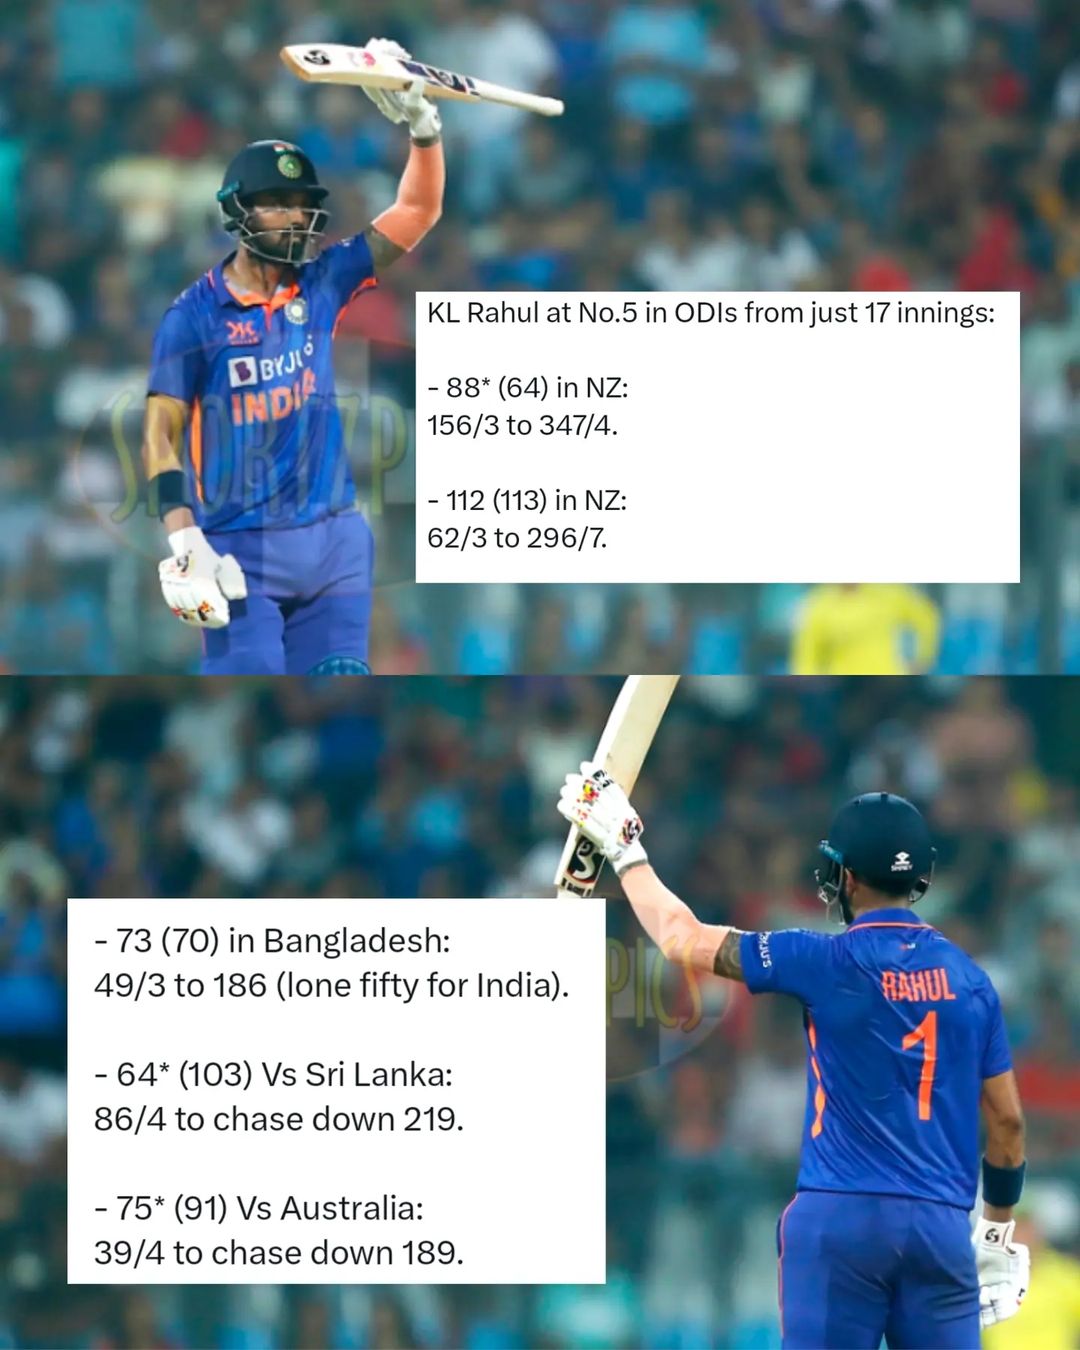 BYJU'S
INDIA
SPORTZP
KL Rahul at No.5 in ODIs from just 17 innings:
- 88* (64) in NZ:
156/3 to 347/4.
- 112 (113) in NZ:
62/3 to 296/7.
- 73 (70) in Bangladesh:
49/3 to 186 (lone fifty for India).
- 64* (103) Vs Sri Lanka:
86/4 to chase down 219.
- 75* (91) Vs Australia:
39/4 to chase down 189.
PICS
RAHUL
1